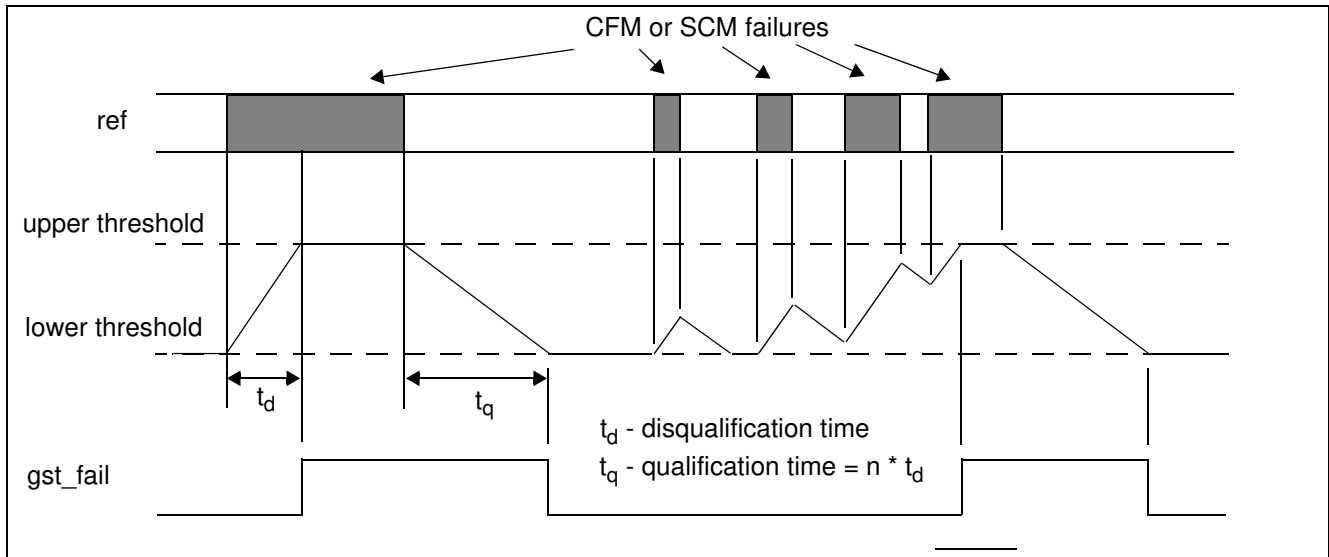 CFM or SCM failures
ref
upper threshold
lower threshold
td
tq
td - disqualification time
tq - qualification time = n * td
gst_fail